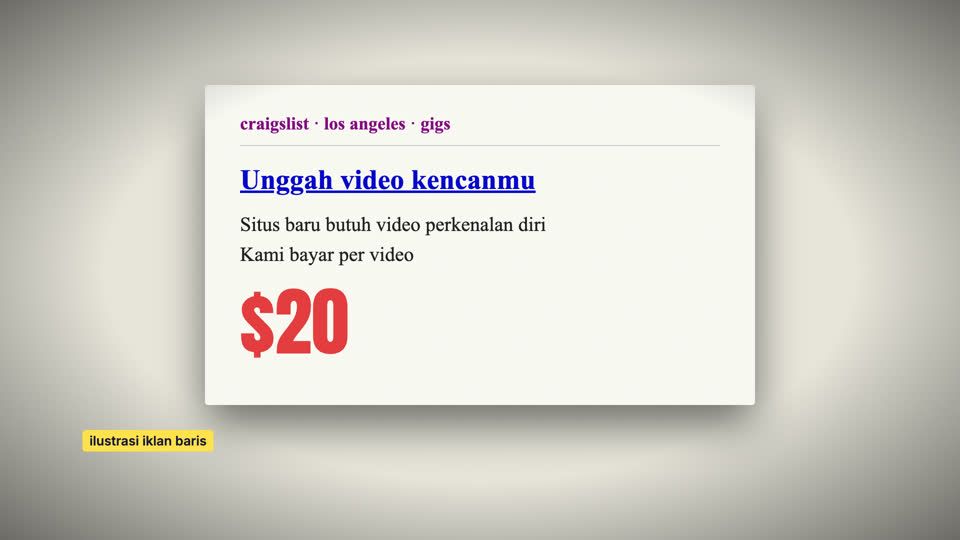 craigslist · los angeles · gigs
Unggah video kencanmu
Situs baru butuh video perkenalan diri
Kami bayar per video
$20
ilustrasi iklan baris